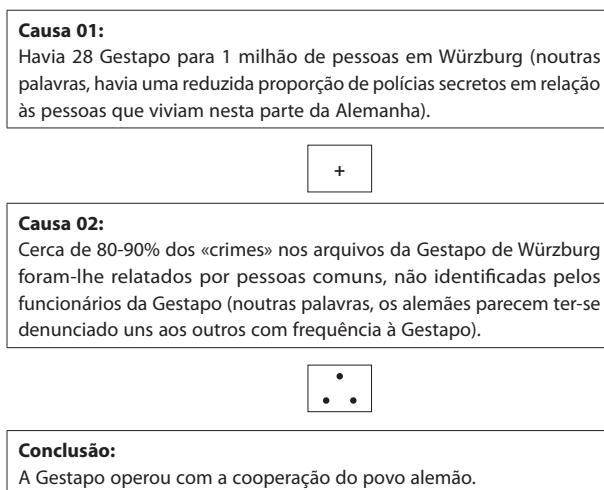 Causa 01:
Havia 28 Gestapo para 1 milhão de pessoas em Würzburg (noutras
palavras, havia uma reduzida proporção de polícias secretos em relação
às pessoas que viviam nesta parte da Alemanha).
+
Causa 02:
Cerca de 80-90% dos «crimes» nos arquivos da Gestapo de Würzburg
foram-lhe relatados por pessoas comuns, não identificadas pelos
funcionários da Gestapo (noutras palavras, os alemães parecem ter-se
denunciado uns aos outros com frequência à Gestapo).
∴
Conclusão:
A Gestapo operou com a cooperação do povo alemão.